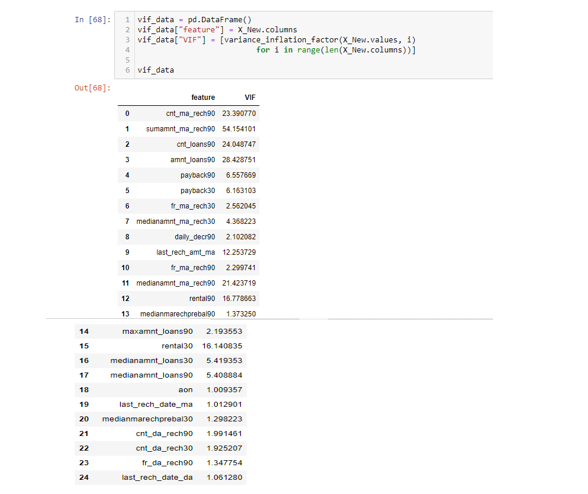 In [68]:
1 vif_data = pd.DataFrame()
2 vif_data["feature"] = X_New.columns
3 vif_data["VIF"] = [variance_inflation_factor(X_New.values, i)
4 for i in range(len(X_New.columns))]
5
6 vif_data
Out[68]:
feature VIF
0 cnt_ma_rech90 23.390770
1 sumamnt_ma_rech90 54.154101
2 cnt_loans90 24.048747
3 amnt_loans90 28.428751
4 payback90 6.557669
5 payback30 6.163103
6 fr_ma_rech30 2.562045
7 medianamnt_ma_rech30 4.368223
8 daily_decr90 2.102082
9 last_rech_amt_ma 12.253729
10 fr_ma_rech90 2.299741
11 medianamnt_ma_rech90 21.423719
12 rental90 16.778663
13 medianmarechprebal90 1.373250
14 maxamnt_loans90 2.193553
15 rental30 16.140835
16 medianamnt_loans30 5.419353
17 medianamnt_loans90 5.408884
18 aon 1.009357
19 last_rech_date_ma 1.012901
20 medianmarechprebal30 1.298223
21 cnt_da_rech90 1.991461
22 cnt_da_rech30 1.925207
23 fr_da_rech90 1.347754
24 last_rech_date_da 1.061280